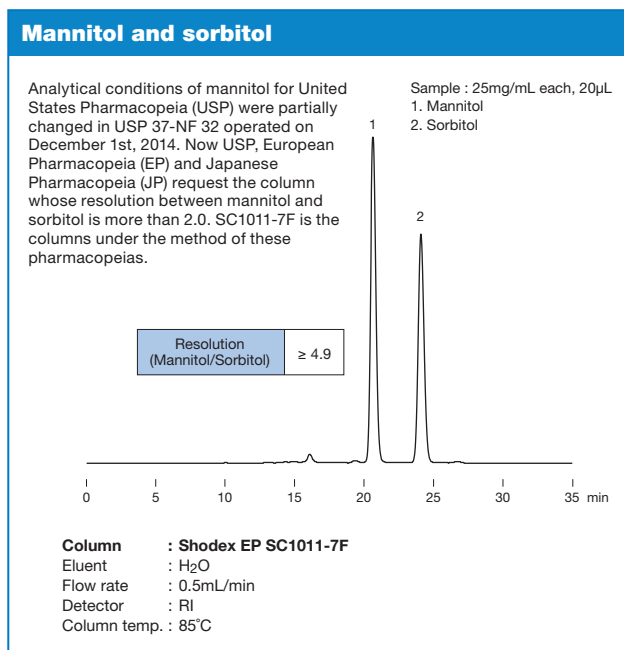 Mannitol and sorbitol
Analytical conditions of mannitol for United
States Pharmacopeia (USP) were partially
changed in USP 37-NF 32 operated on
December 1st, 2014. Now USP, European
Pharmacopeia (EP) and Japanese
Pharmacopeia (JP) request the column
whose resolution between mannitol and
sorbitol is more than 2.0. SC1011-7F is the
columns under the method of these
pharmacopeias.
Sample : 25mg/mL each, 20µL
1. Mannitol
2. Sorbitol
1
2
Resolution
(Mannitol/Sorbitol)
≥ 4.9
0 5 10 15 20 25 30 35 min
Column : Shodex EP SC1011-7F
Eluent : H₂O
Flow rate : 0.5mL/min
Detector : RI
Column temp. : 85°C